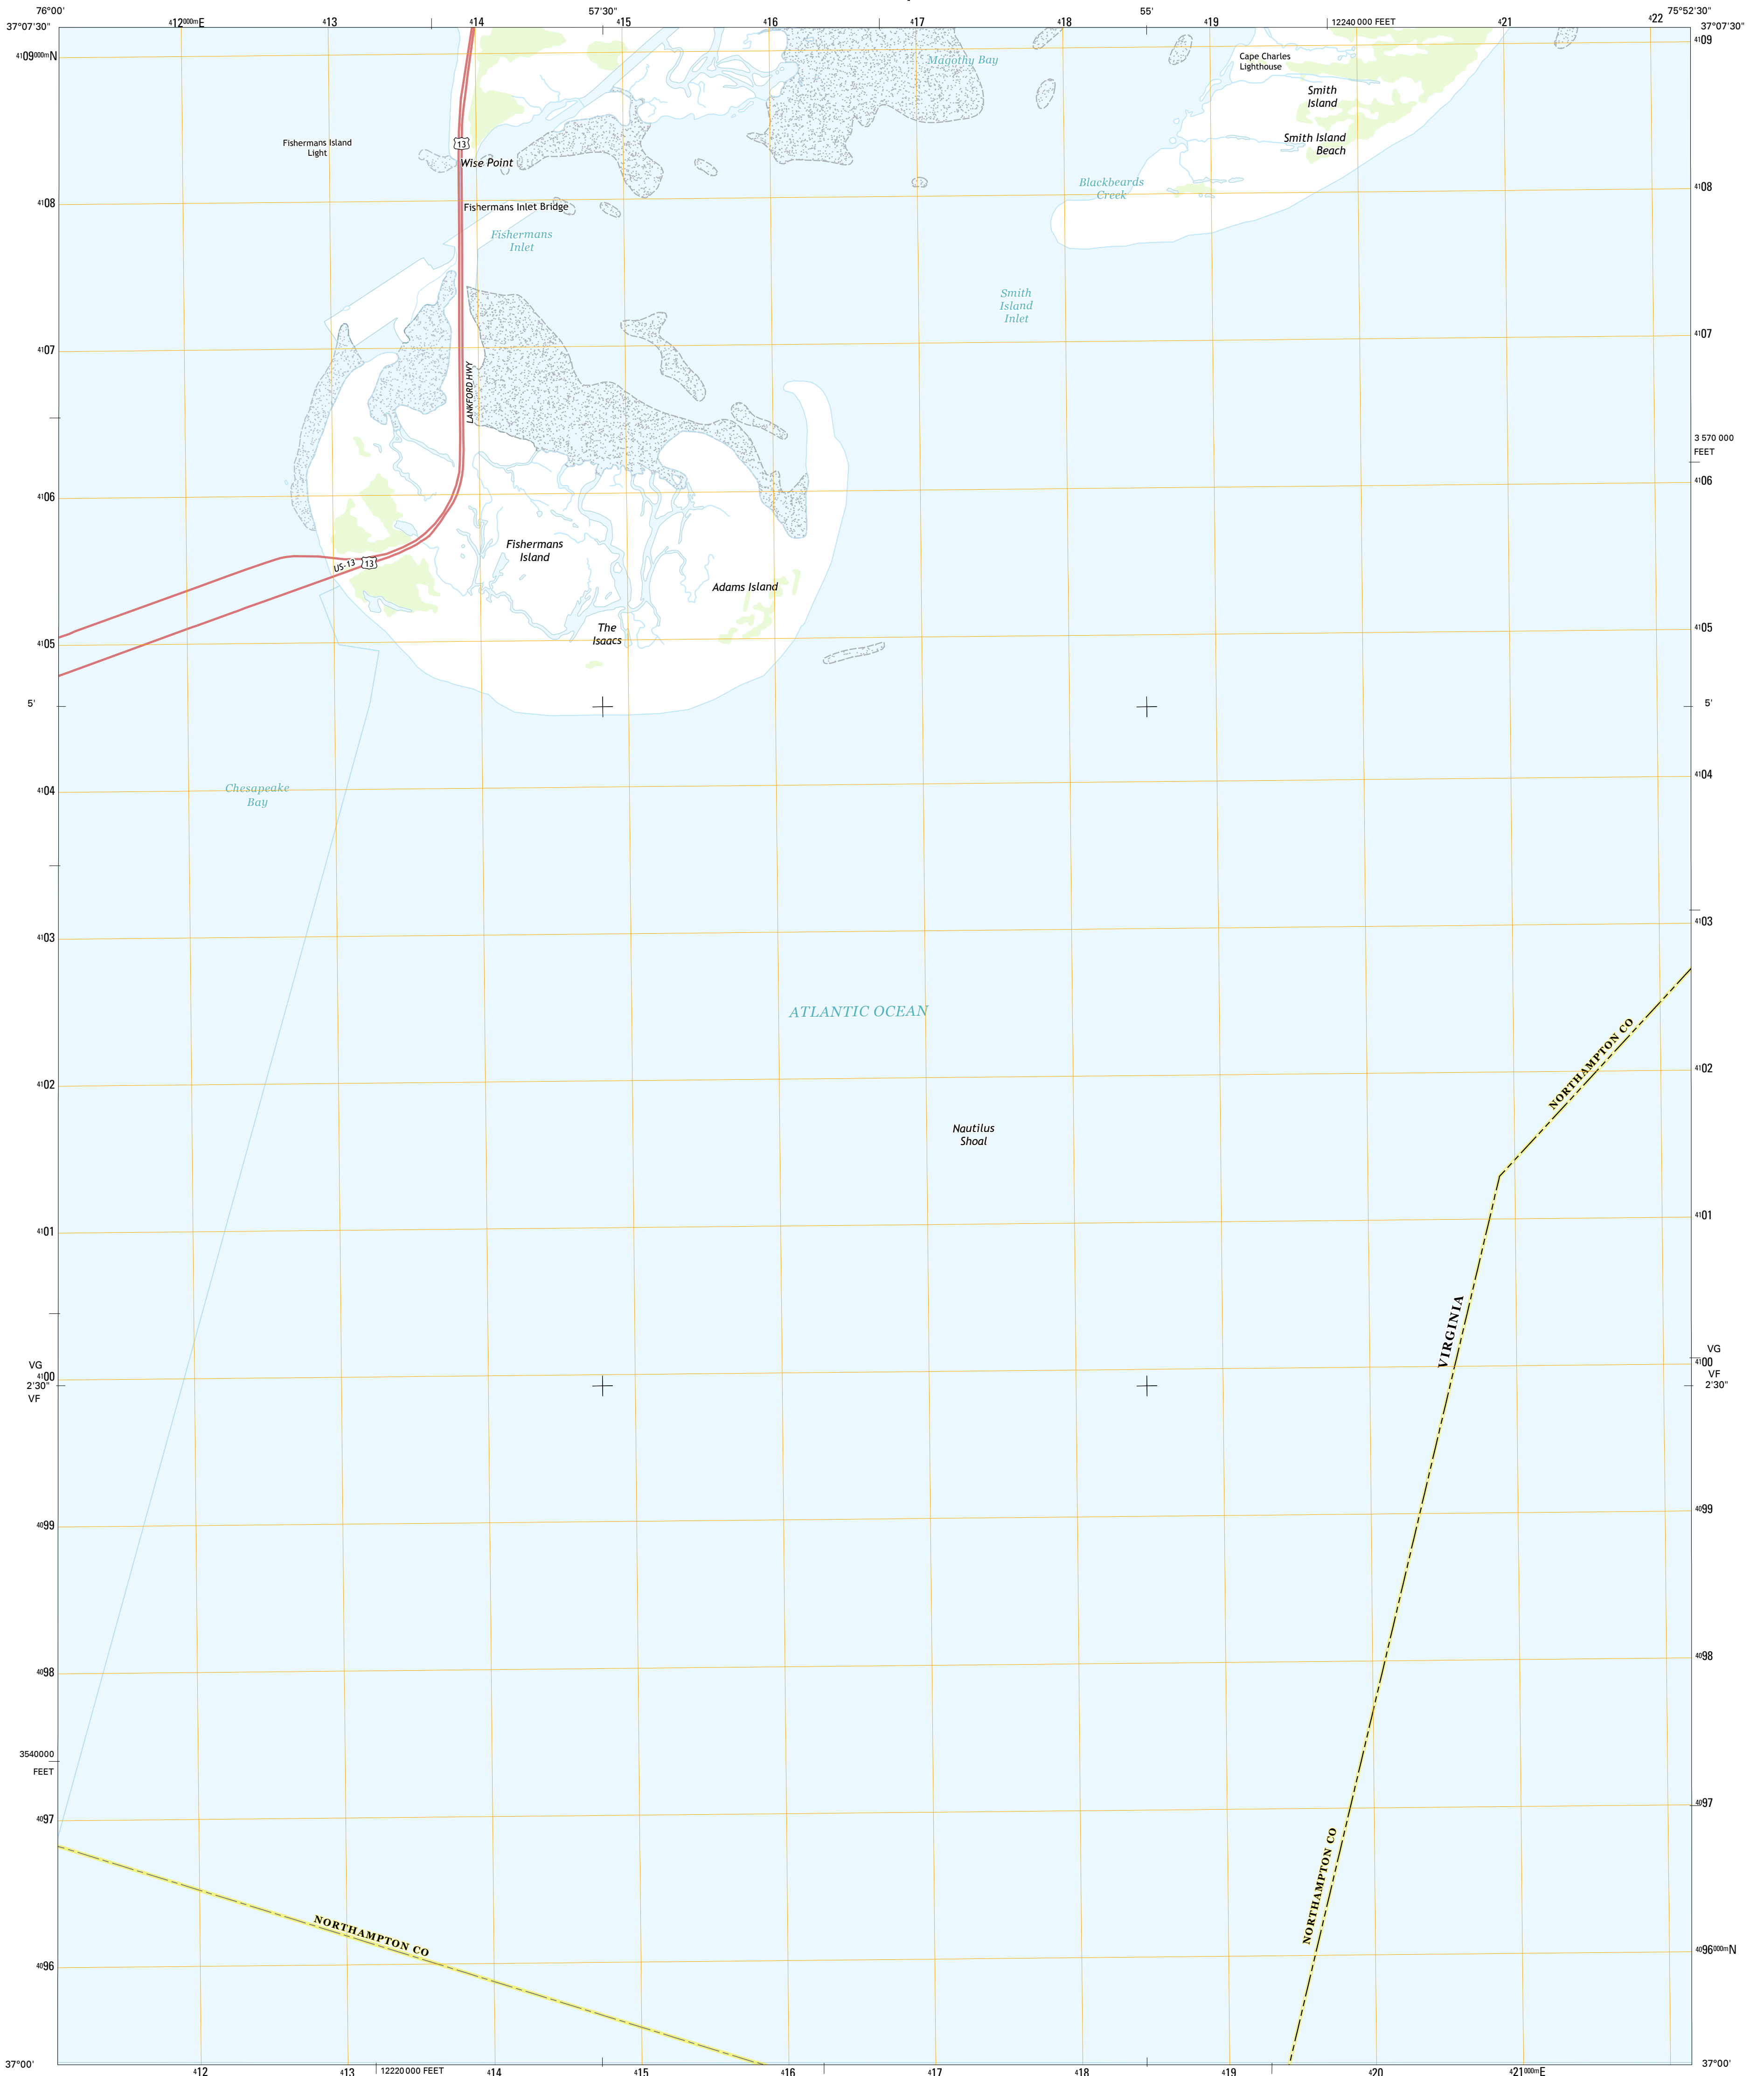 76°00'
412000mE
413
414
57'30"
415
416
417
418
55'
419
12240 000 FEET
421
422
75°52'30"
37°07'30"
37°07'30"
4109000mN
4109
Magothy Bay
Cape Charles
Lighthouse
Smith
Island
Fishermans Island
Light
13
Wise Point
Smith Island
Beach
Blackbeards
Creek
4108
4108
Fishermans Inlet Bridge
Fishermans
Inlet
Smith
Island
Inlet
4107
4107
LANKFORD HWY
3 570 000
FEET
4106
4106
Fishermans
Island
US-13
13
Adams Island
The
Isaacs
4105
4105
5'
5'
Chesapeake
Bay
4104
4104
4103
4103
ATLANTIC OCEAN
NORTHAMPTON CO
4102
4102
Nautilus
Shoal
4101
4101
VIRGINIA
VG
4100
2'30"
VF
VG
4100
VF
2'30"
4099
4099
4098
4098
3540000
FEET
4097
4097
NORTHAMPTON CO
NORTHAMPTON CO
4096
4096000mN
37°00'
37°00'
412
413
12220 000 FEET
414
415
416
417
418
419
420
421000mE